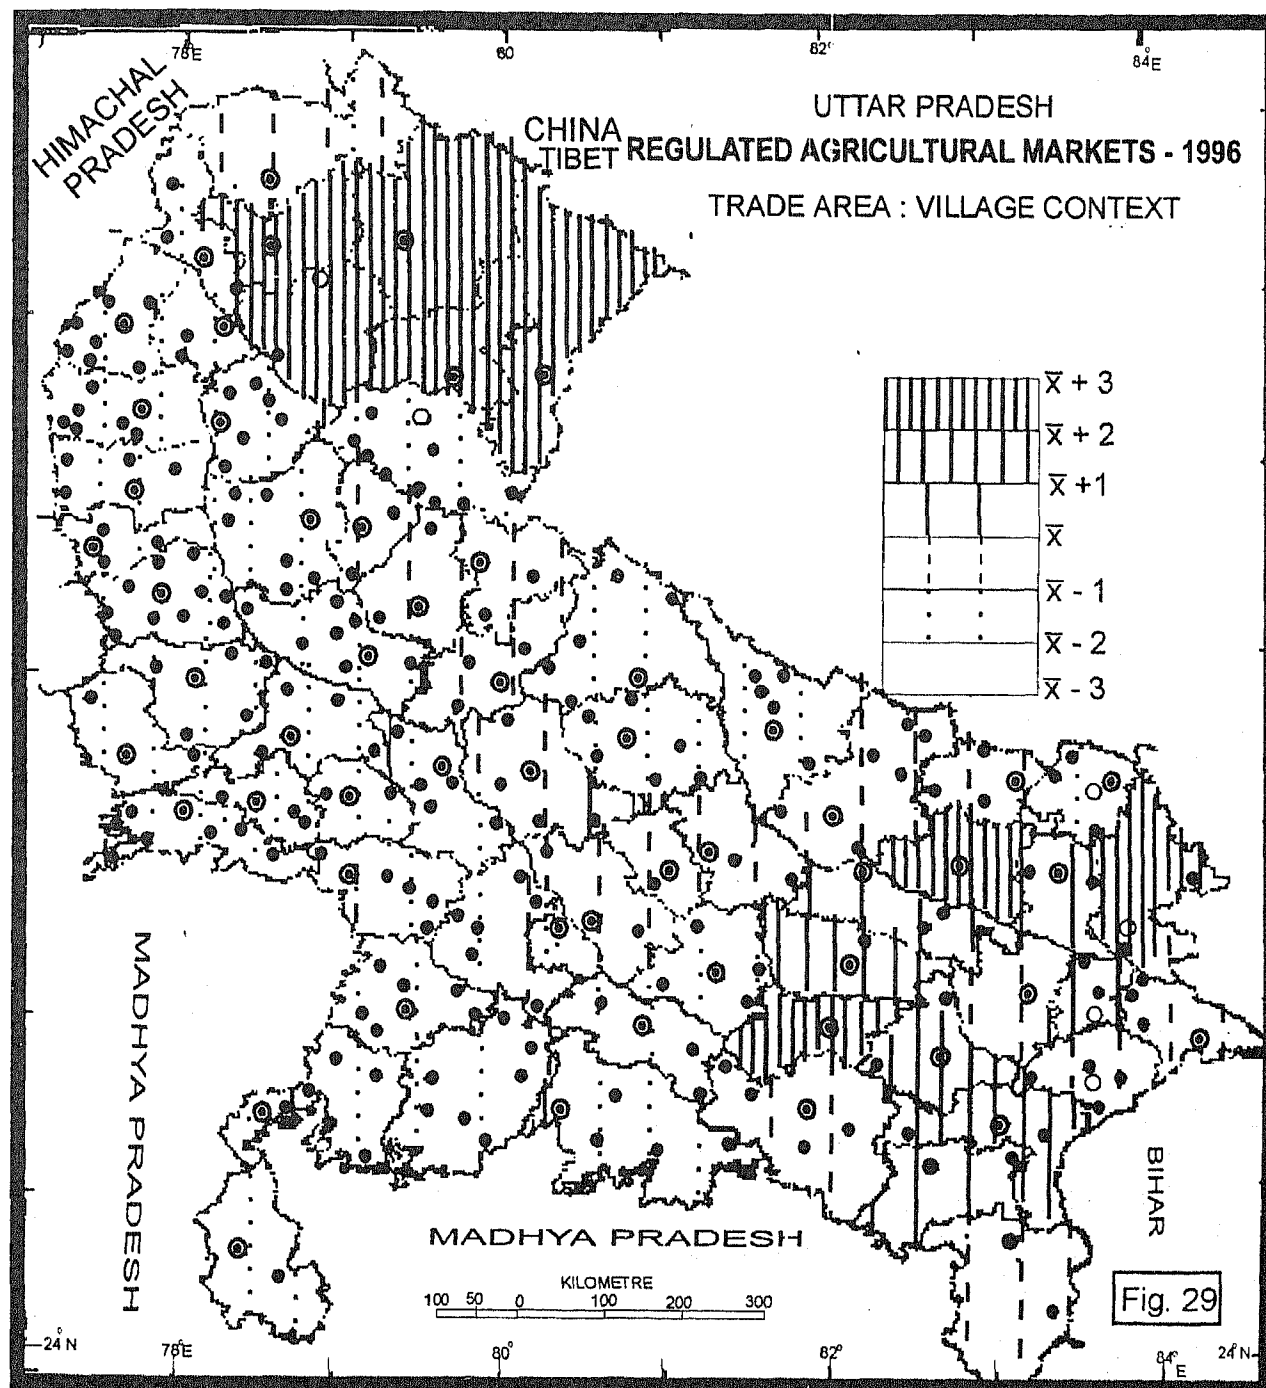 78°E
80
82°
84°E
HIMACHAL
PRADESH
CHINA
TIBET
UTTAR PRADESH
REGULATED AGRICULTURAL MARKETS - 1996
TRADE AREA : VILLAGE CONTEXT
x̄ + 3
x̄ + 2
x̄ +1
x̄
x̄ - 1
x̄ - 2
x̄ - 3
MADHYA PRADESH
MADHYA PRADESH
BIHAR
KILOMETRE
100 50 0 100 200 300
Fig. 29
24°N
78°E
80°
82°
84°E
24°N